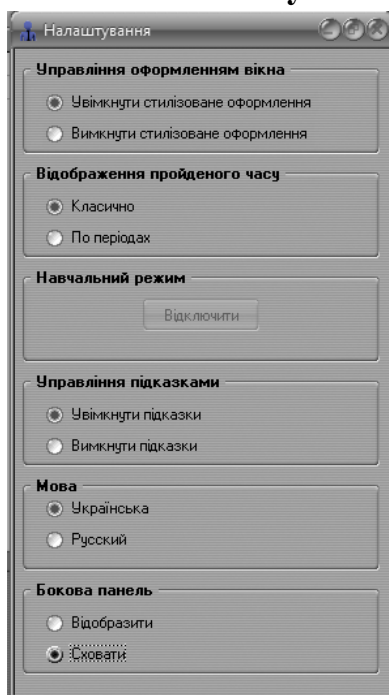 Налаштування
Управління оформленням вікна
Увімкнути стилізоване оформлення
Вимкнути стилізоване оформлення
Відображення пройденого часу
Класично
По періодах
Навчальний режим
Відключити
Управління підказками
Увімкнути підказки
Вимкнути підказки
Мова
Українська
Русский
Бокова панель
Відобразити
Сховати